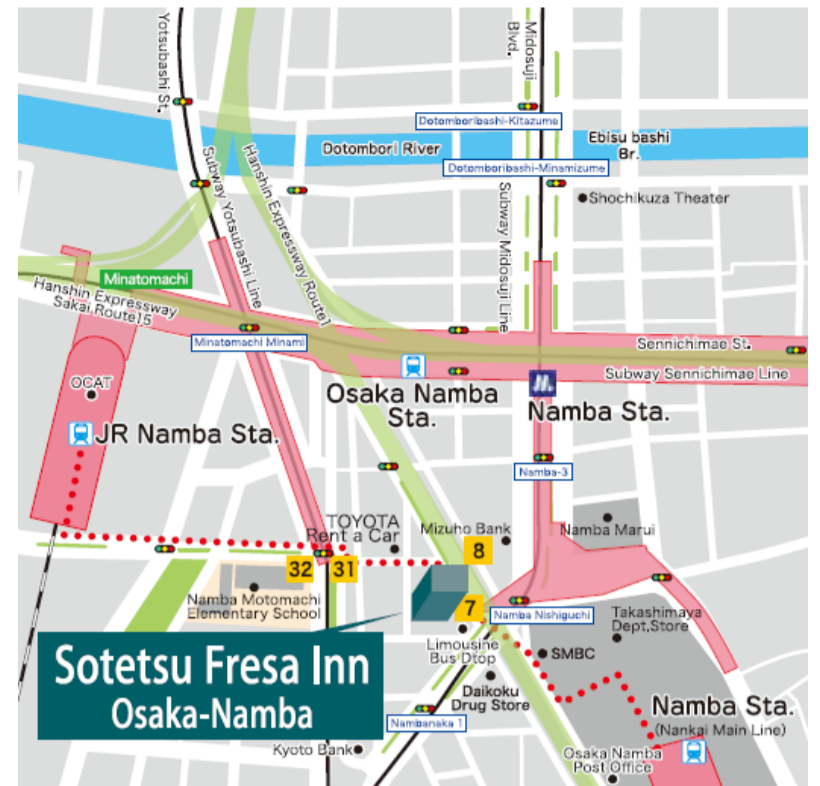 Yotsubashi St.
Midosuji
Blvd.
Dotomboribashi-Kitazume
Dotombori River
Ebisu bashi
Br.
Dotomboribashi-Minamizume
Subway Yotsubashi Line
Hanshin Expressway Route1
Subway Midosuji Line
Shochikuza Theater
Minatomachi
Hanshin Expressway
Sakai Route15
Minatomachi Minami
Sennichimae St.
Subway Sennichimae Line
OCAT
Osaka Namba
Sta.
M.
Namba Sta.
JR Namba Sta.
Namba-3
TOYOTA
Rent a Car
Mizuho Bank
Namba Marui
8
32
31
7
Namba Motomachi
Elementary School
Namba Nishiguchi
Takashimaya
Dept,Store
Limousine
Bus Dtop
SMBC
Sotetsu Fresa Inn
Osaka-Namba
Daikoku
Drug Store
Nambanaka 1
Namba Sta.
(Nankai Main Line)
Kyoto Bank
Osaka Namba
Post Office